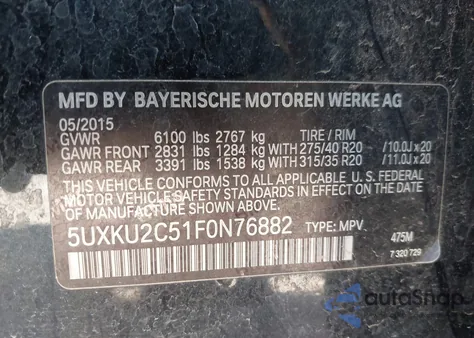 MFD BY BAYERISCHE MOTOREN WERKE AG
05/2015
GVWR 6100 lbs 2767 kg TIRE / RIM
GAWR FRONT 2831 lbs 1284 kg WITH 275/40 R20 /10.0J x 20
GAWR REAR 3391 lbs 1538 kg WITH 315/35 R20 /11.0J x 20
THIS VEHICLE CONFORMS TO ALL APPLICABLE U.S. FEDERAL
MOTOR VEHICLE SAFETY
IN EFFECT ON THE DATE OF MANUFACTURE SHOWN ABOVE.
5UXKU2C51F0N76882 TYPE: MPV 475M
7 320 729
autoSnap